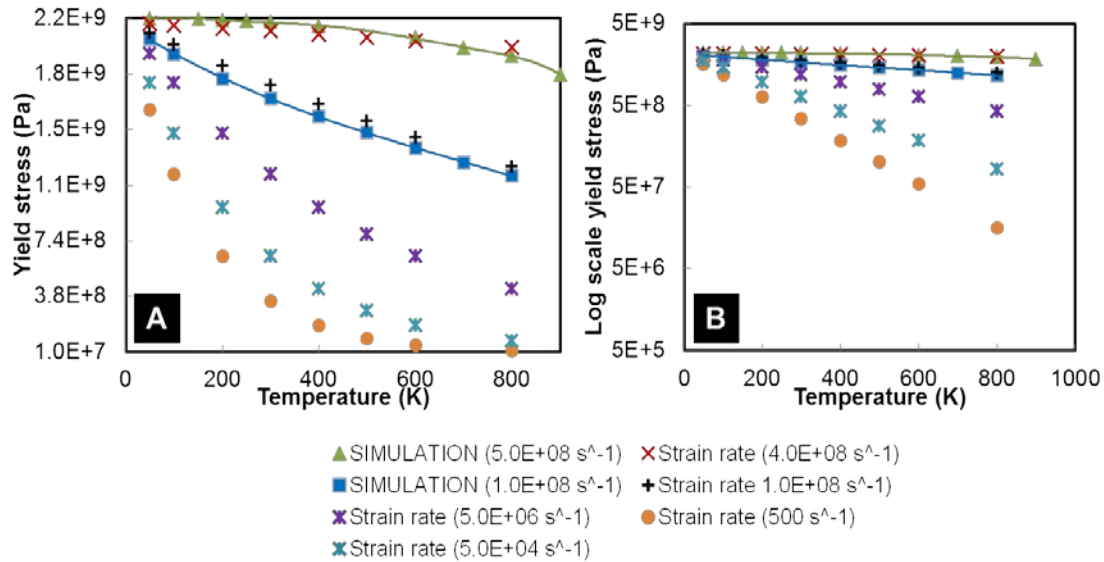 2.2E+9
1.8E+9
1.5E+9
1.1E+9
7.4E+8
3.8E+8
1.0E+7
Yield stress (Pa)
A
0 200 400 600 800
Temperature (K)
5E+9
5E+8
5E+7
5E+6
5E+5
Log scale yield stress (Pa)
B
0 200 400 600 800 1000
Temperature (K)
SIMULATION (5.0E+08 s^-1) Strain rate (4.0E+08 s^-1)
SIMULATION (1.0E+08 s^-1) Strain rate 1.0E+08 s^-1)
Strain rate (5.0E+06 s^-1) Strain rate (500 s^-1)
Strain rate (5.0E+04 s^-1)